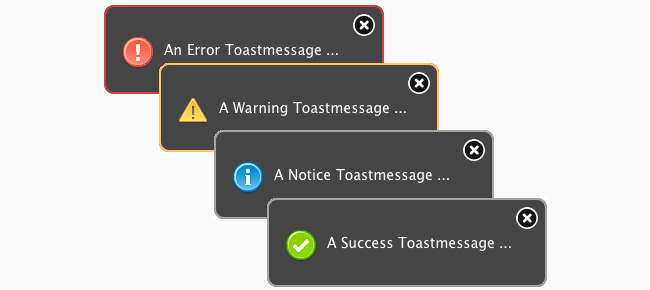 An Error Toastmessage ...
A Warning Toastmessage ...
A Notice Toastmessage ...
A Success Toastmessage ...